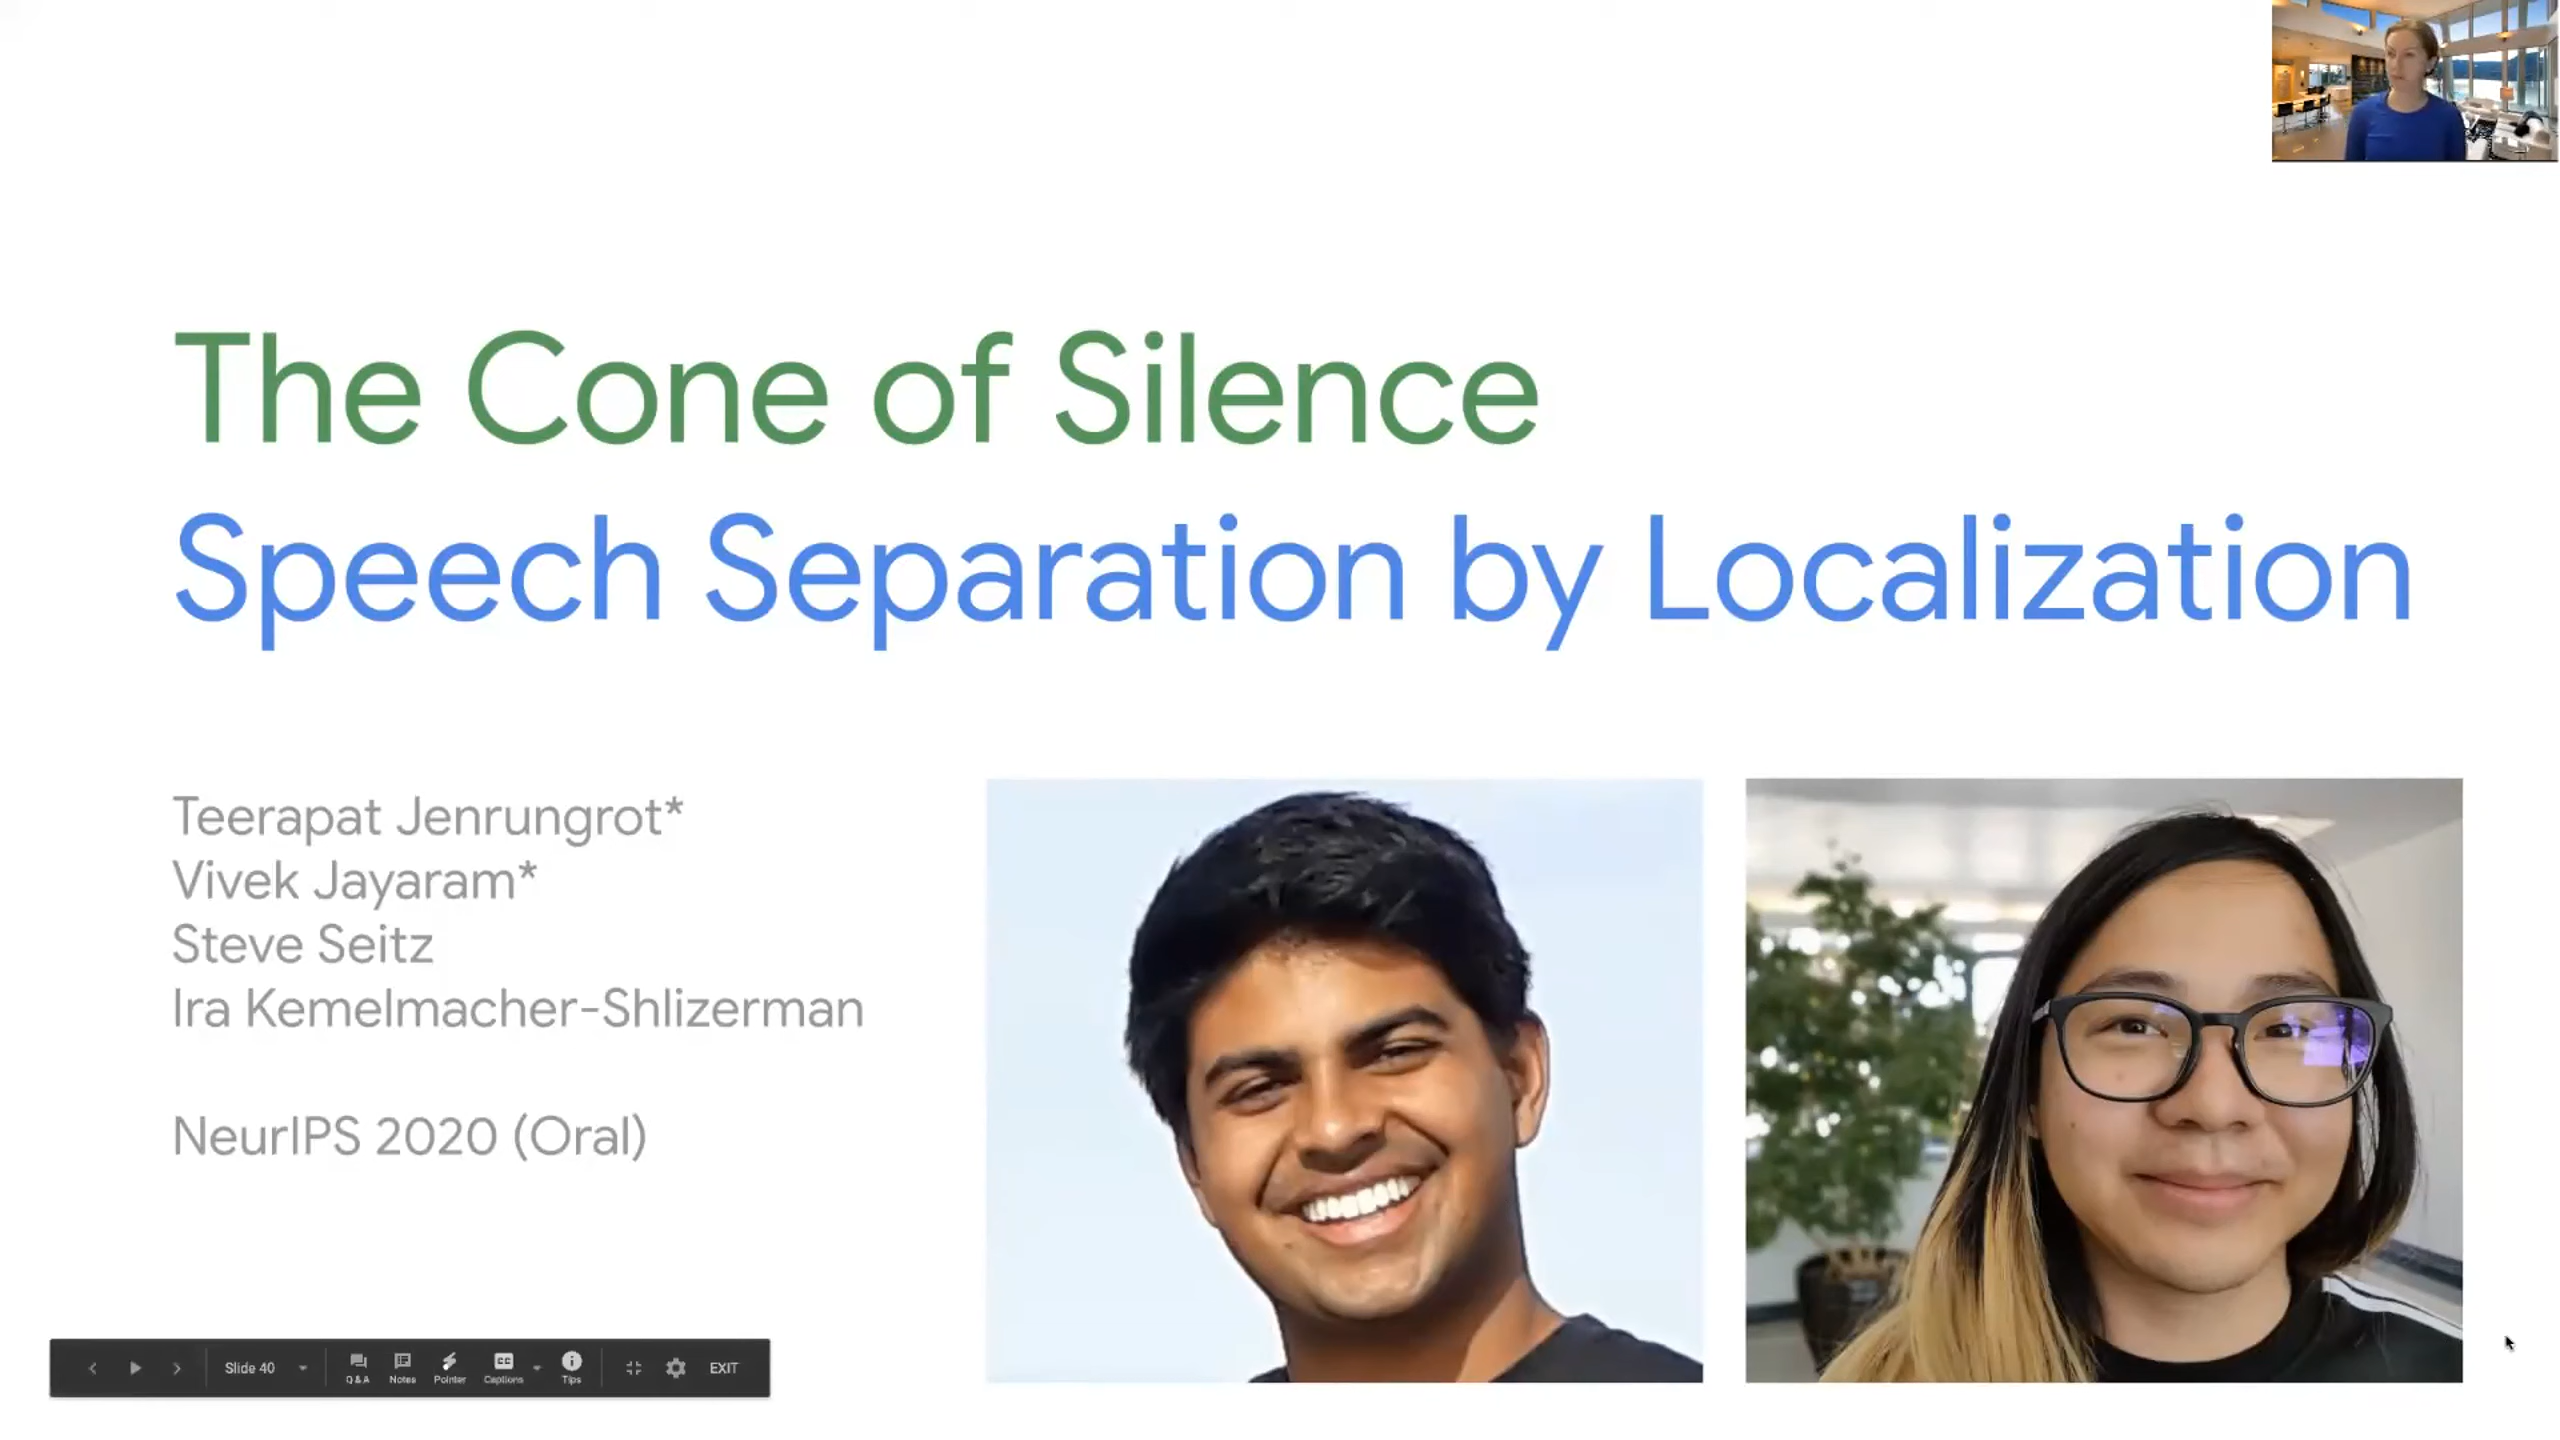 The Cone of Silence
Speech Separation by Localization
Teerapat Jenrungrot*
Vivek Jayaram*
Steve Seitz
Ira Kemelmacher-Shlizerman
NeurIPS 2020 (Oral)
Slide 40
Q & A
Notes
Pointer
CC
Captions
Tips
EXIT